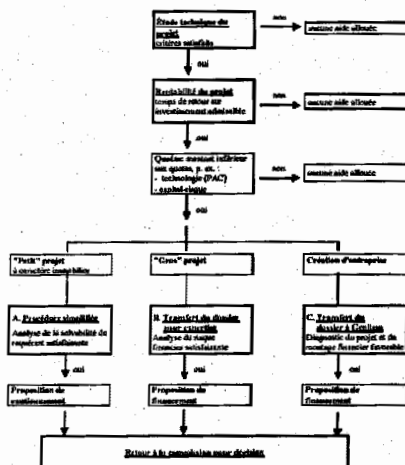 Étude technique du
projet
critères satisfaits
non
aucune aide allouée
oui
Rentabilité du projet
temps de retour sur
investissement admissible
non
aucune aide allouée
oui
montant inférieur
aux quotas, p. ex. :
- technologie (PAC)
- capital-risque
non
aucune aide allouée
oui
"Petit" projet
à caractère immobilier
"Gros" projet
Création d'entreprise
A. Procédure simplifiée
Analyse de la solvabilité du
requérant satisfaisante
B. Transfert du dossier
pour expertise
Analyse du risque
financier satisfaisante
C. Transfert du
dossier à
Diagnostic du projet et du
montage financier favorable
oui
oui
oui
Proposition de
cautionnement
Proposition de
financement
Proposition de
financement
Retour à la commission pour décision